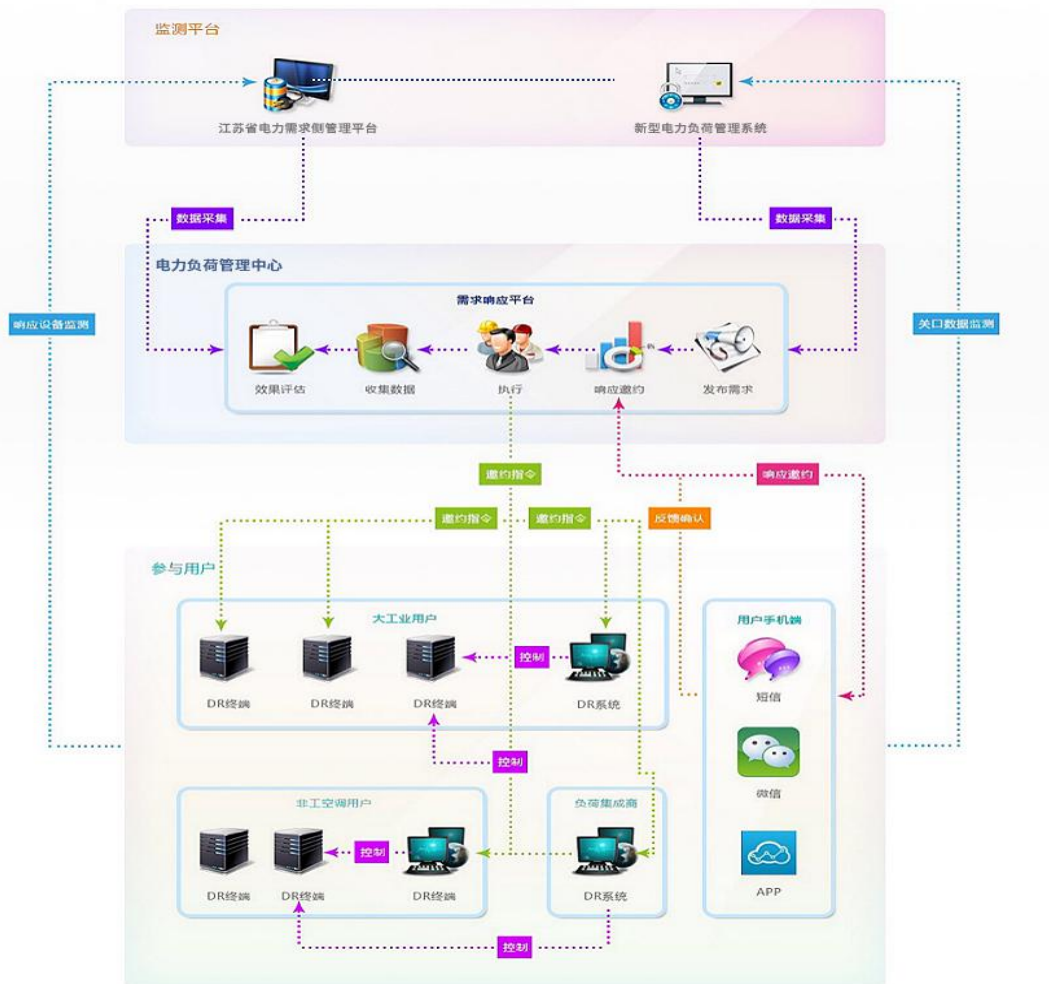 监测平台
江苏省电力需求侧管理平台
新型电力负荷管理系统
数据采集
数据采集
电力负荷管理中心
需求响应平台
响应设备监测
关口数据监测
效果评估
收集数据
执行
响应邀约
发布需求
邀约指令
响应邀约
邀约指令
邀约指令
反馈确认
参与用户
大工业用户
用户手机端
控制
DR终端
DR终端
DR终端
DR系统
短信
控制
微信
非工空调用户
负荷集成商
控制
DR终端
DR终端
DR终端
DR系统
APP
控制